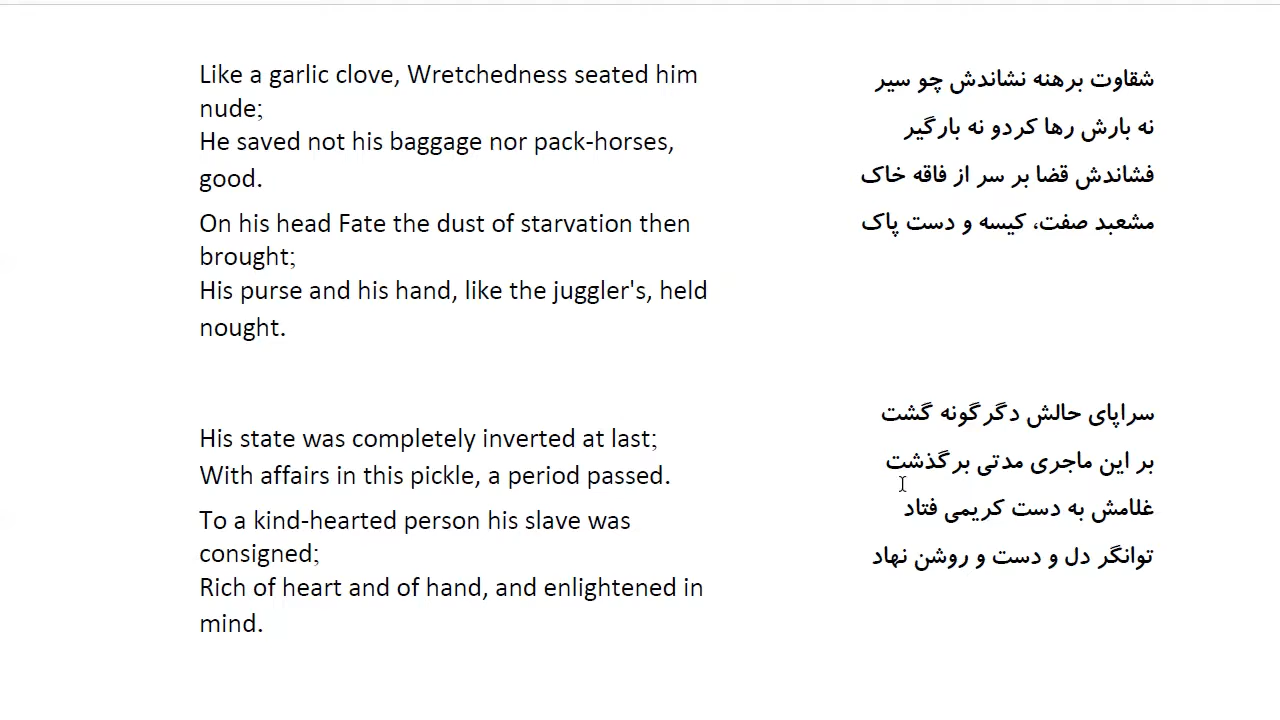 Like a garlic clove, Wretchedness seated him
nude;
He saved not his baggage nor pack-horses,
good.
On his head Fate the dust of starvation then
brought;
His purse and his hand, like the juggler's, held
nought.
شقاوت برهنه نشاندش چو سیر
نه بارش رها کردو نه بارگیر
فشاندش قضا بر سر از فاقه خاک
مشعبد صفت، کیسه و دست پاک
His state was completely inverted at last;
With affairs in this pickle, a period passed.
To a kind-hearted person his slave was
consigned;
Rich of heart and of hand, and enlightened in
mind.
سراپای حالش دگرگونه گشت
بر این ماجری مدتی برگذشت
غلامش به دست کریمی فتاد
توانگر دل و دست و روشن نهاد